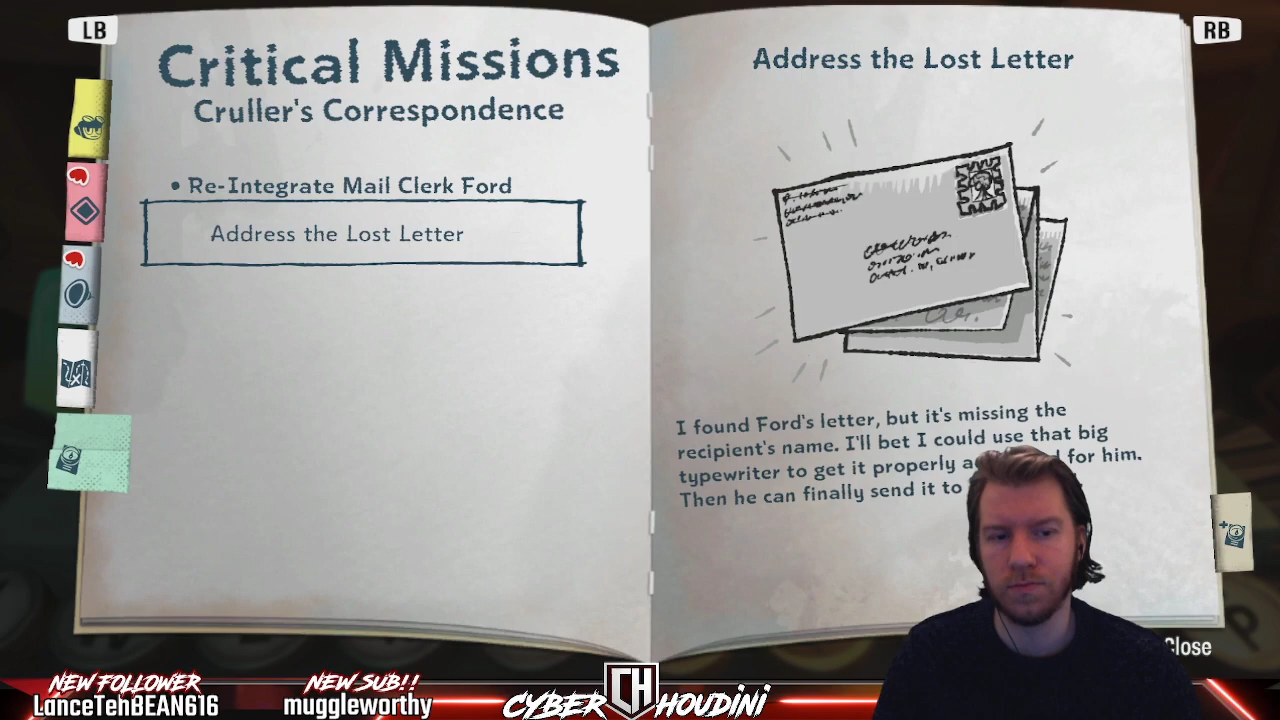 LB
RB
Critical Missions
Cruller's Correspondence
• Re-Integrate Mail Clerk Ford
Address the Lost Letter
Address the Lost Letter
I found Ford's letter, but it's missing the
recipient's name. I'll bet I could use that big
typewriter to get it properly for him.
Then he can finally send it to
Close
NEW FOLLOWER
LanceTenBEAN616
NEW SUB!!
muggleworthy
CYBER CH HOUDINI